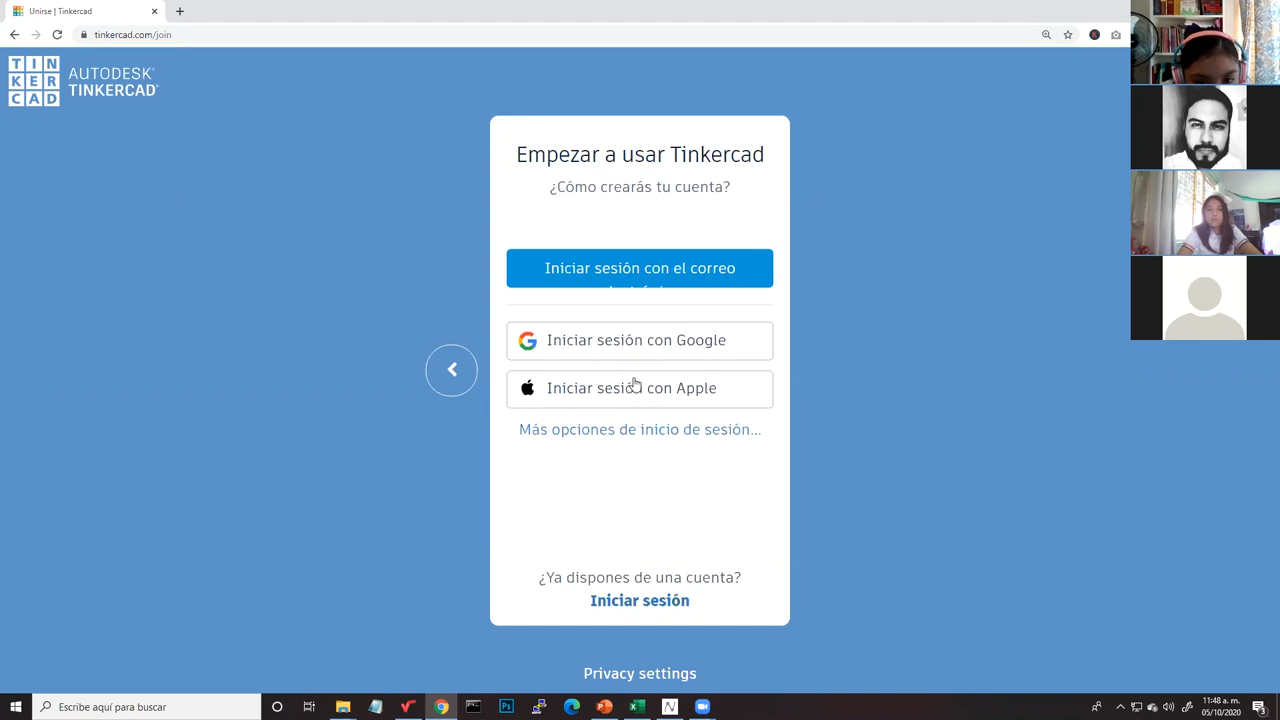 Unirse | Tinkercad
tinkercad.com/join
TIN
KER
CAD
AUTODESK
TINKERCAD
Empezar a usar Tinkercad
¿Cómo crearás tu cuenta?
Iniciar sesión con el correo
Iniciar sesión con Google
Iniciar sesión con Apple
Más opciones de inicio de sesión...
¿Ya dispones de una cuenta?
Iniciar sesión
Privacy settings
Escribe aquí para buscar
11:48 a. m.
05/10/2020